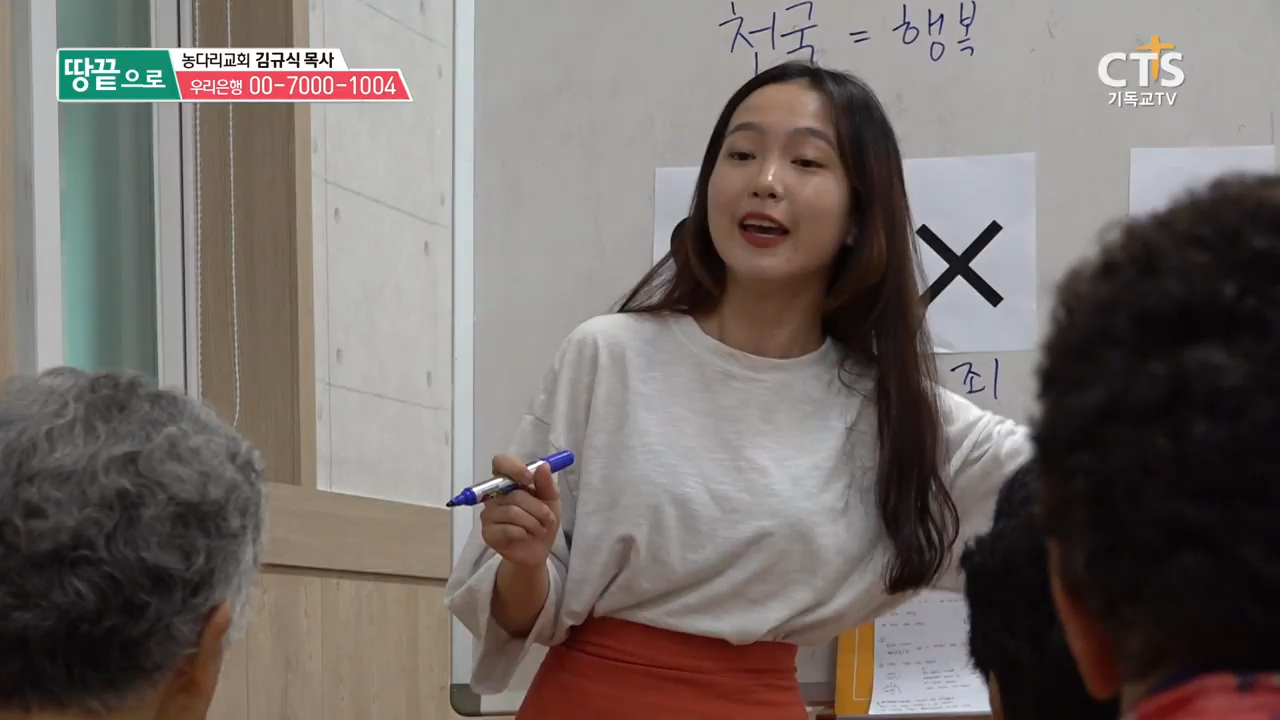 천국 = 행복
땅끝으로
농다리교회 김규식 목사
우리은행 00-7000-1004
CTS
기독교TV
죄